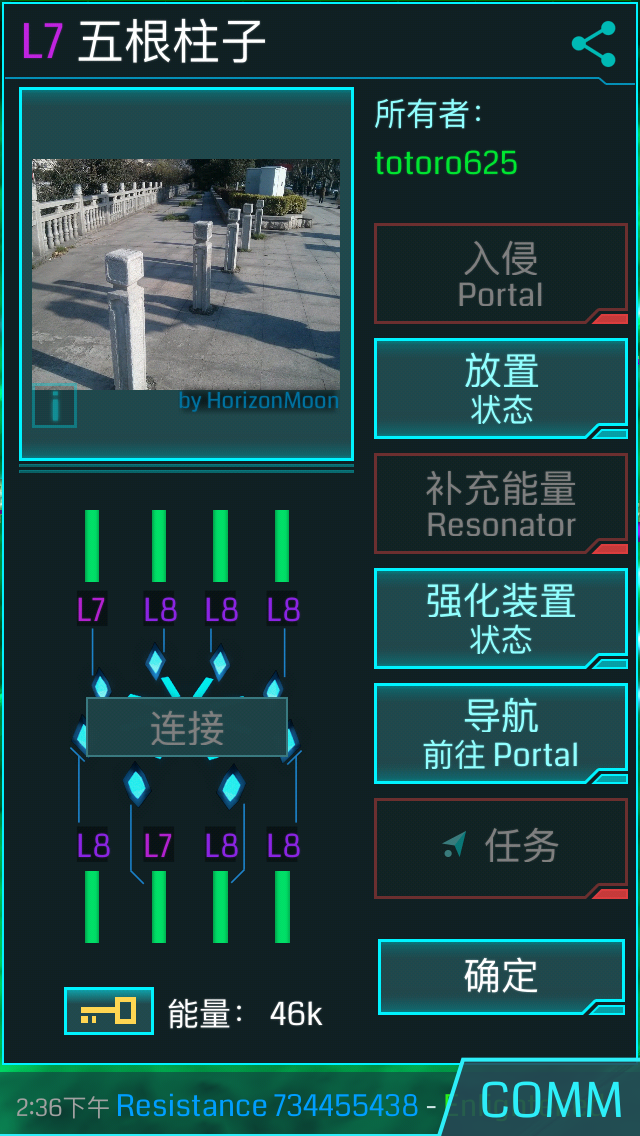 L7 五根柱子
所有者：
totoro625
by HorizonMoon
i
入侵
Portal
放置
状态
补充能量
Resonator
强化装置
状态
导航
前往 Portal
任务
确定
L7 L8 L8 L8
连接
L8 L7 L8 L8
能量： 46k
2:36下午 Resistance 734455438 -
COMM